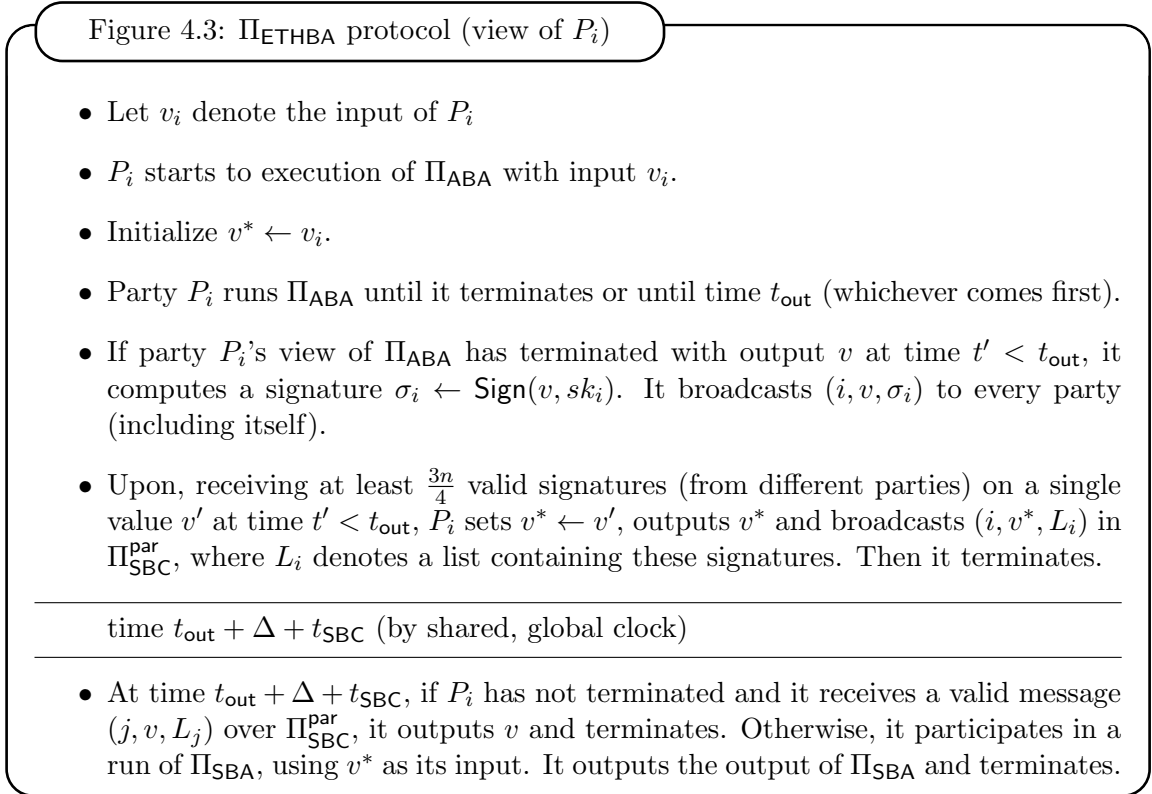 Figure 4.3: Π_ETHBA protocol (view of P_i)
• Let v_i denote the input of P_i
• P_i starts to execution of Π_ABA with input v_i.
• Initialize v* ← v_i.
• Party P_i runs Π_ABA until it terminates or until time t_out (whichever comes first).
• If party P_i's view of Π_ABA has terminated with output v at time t′ < t_out, it
computes a signature σ_i ← Sign(v, sk_i). It broadcasts (i, v, σ_i) to every party
(including itself).
• Upon, receiving at least 3n/4 valid signatures (from different parties) on a single
value v′ at time t′ < t_out, P_i sets v* ← v′, outputs v* and broadcasts (i, v*, L_i) in
Π_SBC^par, where L_i denotes a list containing these signatures. Then it terminates.
time t_out + Δ + t_SBC (by shared, global clock)
• At time t_out + Δ + t_SBC, if P_i has not terminated and it receives a valid message
(j, v, L_j) over Π_SBC^par, it outputs v and terminates. Otherwise, it participates in a
run of Π_SBA, using v* as its input. It outputs the output of Π_SBA and terminates.